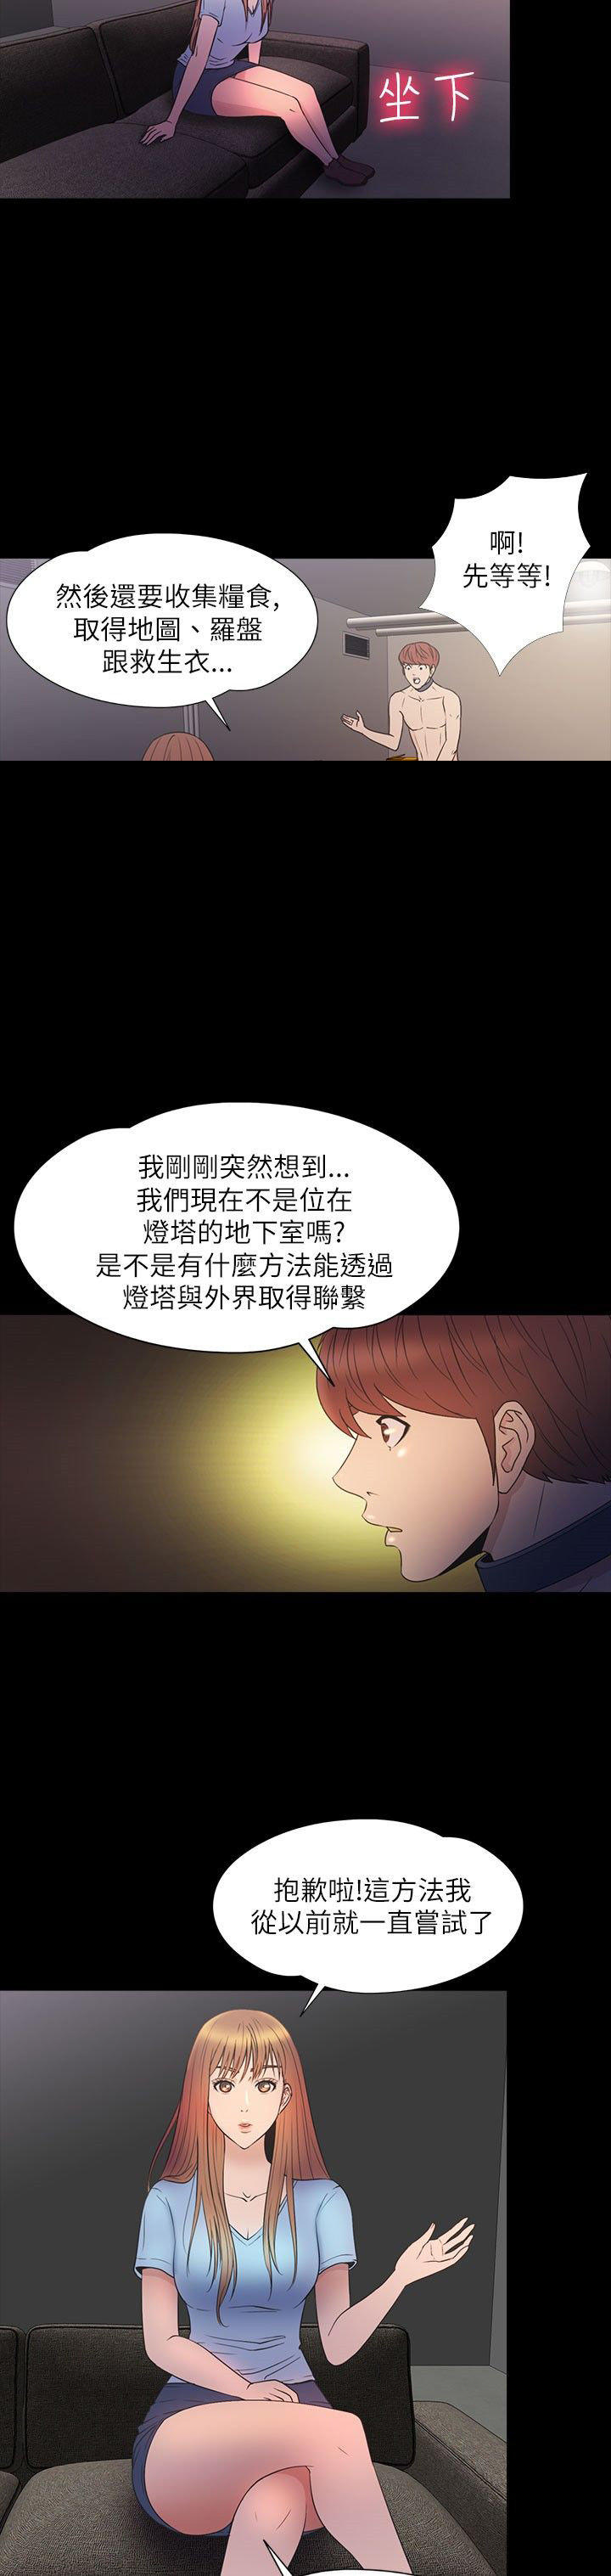 坐下
啊!
先等等!
然後還要收集糧食,
取得地圖、羅盤
跟救生衣...
我剛剛突然想到...
我們現在不是位在
燈塔的地下室嗎?
是不是有什麼方法能透過
燈塔與外界取得聯繫
抱歉啦!這方法我
從以前就一直嘗試了